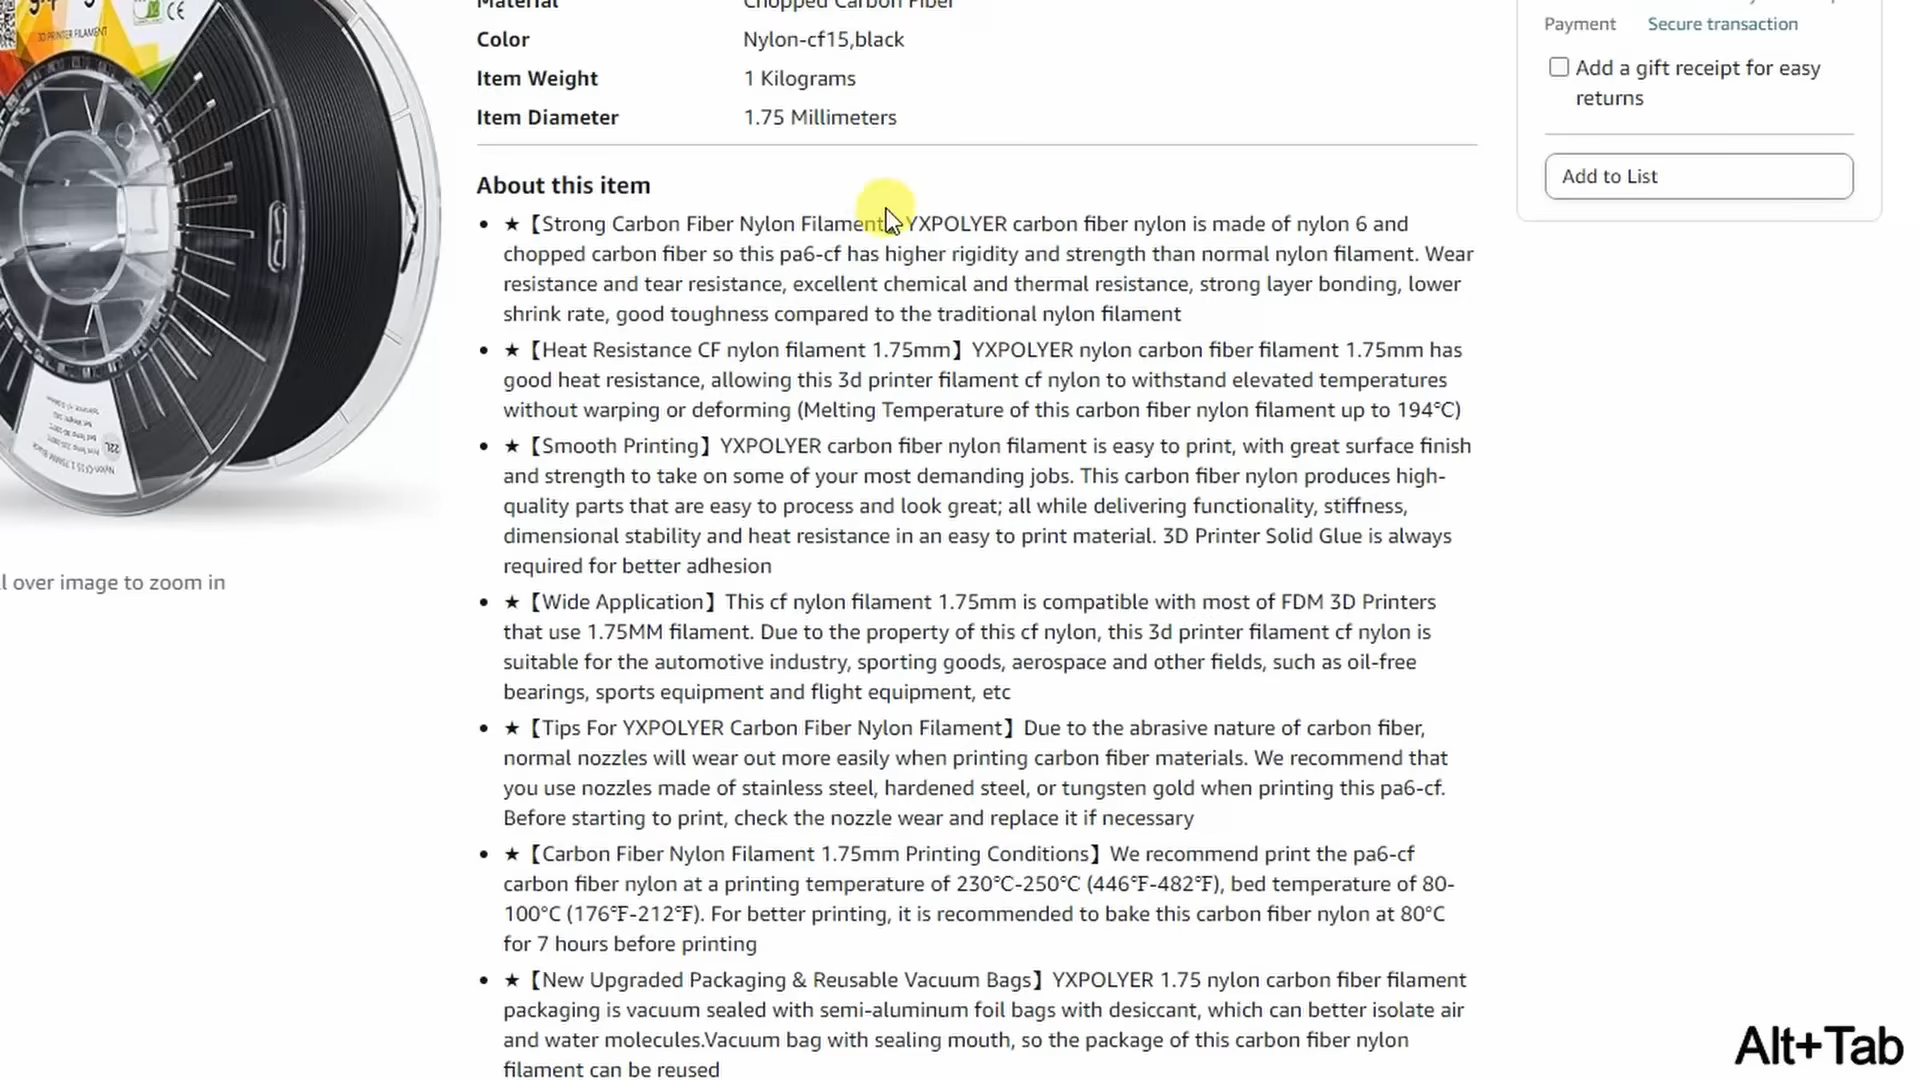 3D PRINTER FILAMENT
CE
Material Chopped Carbon Fiber
Color Nylon-cf15,black
Item Weight 1 Kilograms
Item Diameter 1.75 Millimeters
Payment Secure transaction
Add a gift receipt for easy
returns
Add to List
About this item
★【Strong Carbon Fiber Nylon Filament YXPOLYER carbon fiber nylon is made of nylon 6 and
chopped carbon fiber so this pa6-cf has higher rigidity and strength than normal nylon filament. Wear
resistance and tear resistance, excellent chemical and thermal resistance, strong layer bonding, lower
shrink rate, good toughness compared to the traditional nylon filament
★【Heat Resistance CF nylon filament 1.75mm】YXPOLYER nylon carbon fiber filament 1.75mm has
good heat resistance, allowing this 3d printer filament cf nylon to withstand elevated temperatures
without warping or deforming (Melting Temperature of this carbon fiber nylon filament up to 194℃)
★【Smooth Printing】YXPOLYER carbon fiber nylon filament is easy to print, with great surface finish
and strength to take on some of your most demanding jobs. This carbon fiber nylon produces high-
quality parts that are easy to process and look great; all while delivering functionality, stiffness,
dimensional stability and heat resistance in an easy to print material. 3D Printer Solid Glue is always
required for better adhesion
★【Wide Application】This cf nylon filament 1.75mm is compatible with most of FDM 3D Printers
that use 1.75MM filament. Due to the property of this cf nylon, this 3d printer filament cf nylon is
suitable for the automotive industry, sporting goods, aerospace and other fields, such as oil-free
bearings, sports equipment and flight equipment, etc
★【Tips For YXPOLYER Carbon Fiber Nylon Filament】Due to the abrasive nature of carbon fiber,
normal nozzles will wear out more easily when printing carbon fiber materials. We recommend that
you use nozzles made of stainless steel, hardened steel, or tungsten gold when printing this pa6-cf.
Before starting to print, check the nozzle wear and replace it if necessary
★【Carbon Fiber Nylon Filament 1.75mm Printing Conditions】We recommend print the pa6-cf
carbon fiber nylon at a printing temperature of 230℃-250℃ (446℉-482℉), bed temperature of 80-
100℃ (176℉-212℉). For better printing, it is recommended to bake this carbon fiber nylon at 80℃
for 7 hours before printing
★【New Upgraded Packaging & Reusable Vacuum Bags】YXPOLYER 1.75 nylon carbon fiber filament
packaging is vacuum sealed with semi-aluminum foil bags with desiccant, which can better isolate air
and water molecules.Vacuum bag with sealing mouth, so the package of this carbon fiber nylon
filament can be reused
l over image to zoom in
Nylon-CF15 1.75MM Black
Alt+Tab